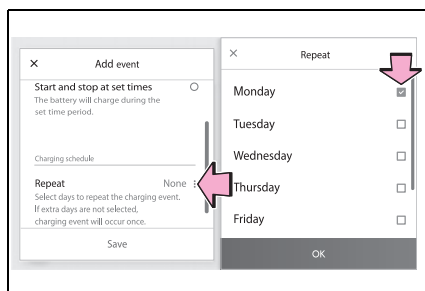 Add event
Start and stop at set times
The battery will charge during the
set time period.
Charging schedule
Repeat None
Select days to repeat the charging event.
If extra days are not selected,
charging event will occur once.
Save
Repeat
Monday
Tuesday
Wednesday
Thursday
Friday
OK